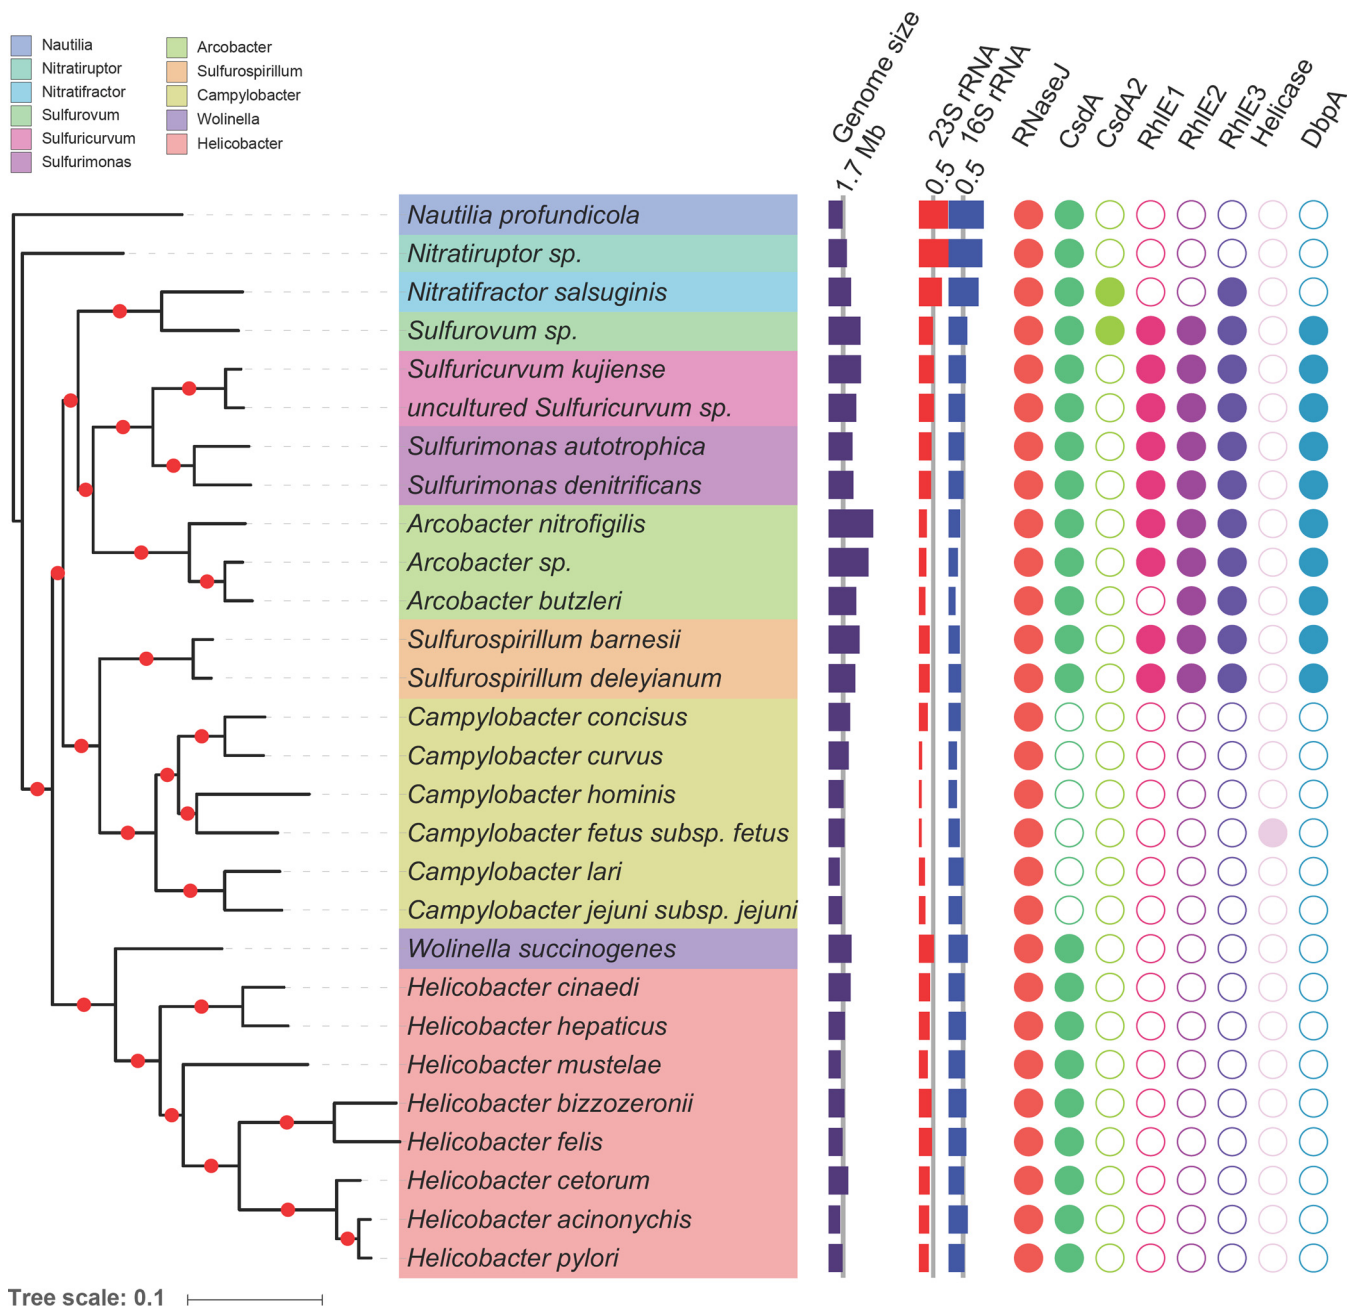 Nautilia
Nitratiruptor
Nitratifractor
Sulfurovum
Sulfuricurvum
Sulfurimonas
Arcobacter
Sulfurospirillum
Campylobacter
Wolinella
Helicobacter
Genome size
1.7 Mb
23S rRNA
0.5
16S rRNA
0.5
RNaseJ
CsdA
CsdA2
RhlE1
RhlE2
RhlE3
Helicase
DbpA
Nautilia profundicola
Nitratiruptor sp.
Nitratifractor salsuginis
Sulfurovum sp.
Sulfuricurvum kujiense
uncultured Sulfuricurvum sp.
Sulfurimonas autotrophica
Sulfurimonas denitrificans
Arcobacter nitrofigilis
Arcobacter sp.
Arcobacter butzleri
Sulfurospirillum barnesii
Sulfurospirillum deleyianum
Campylobacter concisus
Campylobacter curvus
Campylobacter hominis
Campylobacter fetus subsp. fetus
Campylobacter lari
Campylobacter jejuni subsp. jejuni
Wolinella succinogenes
Helicobacter cinaedi
Helicobacter hepaticus
Helicobacter mustelae
Helicobacter bizzozeronii
Helicobacter felis
Helicobacter cetorum
Helicobacter acinonychis
Helicobacter pylori
Tree scale: 0.1